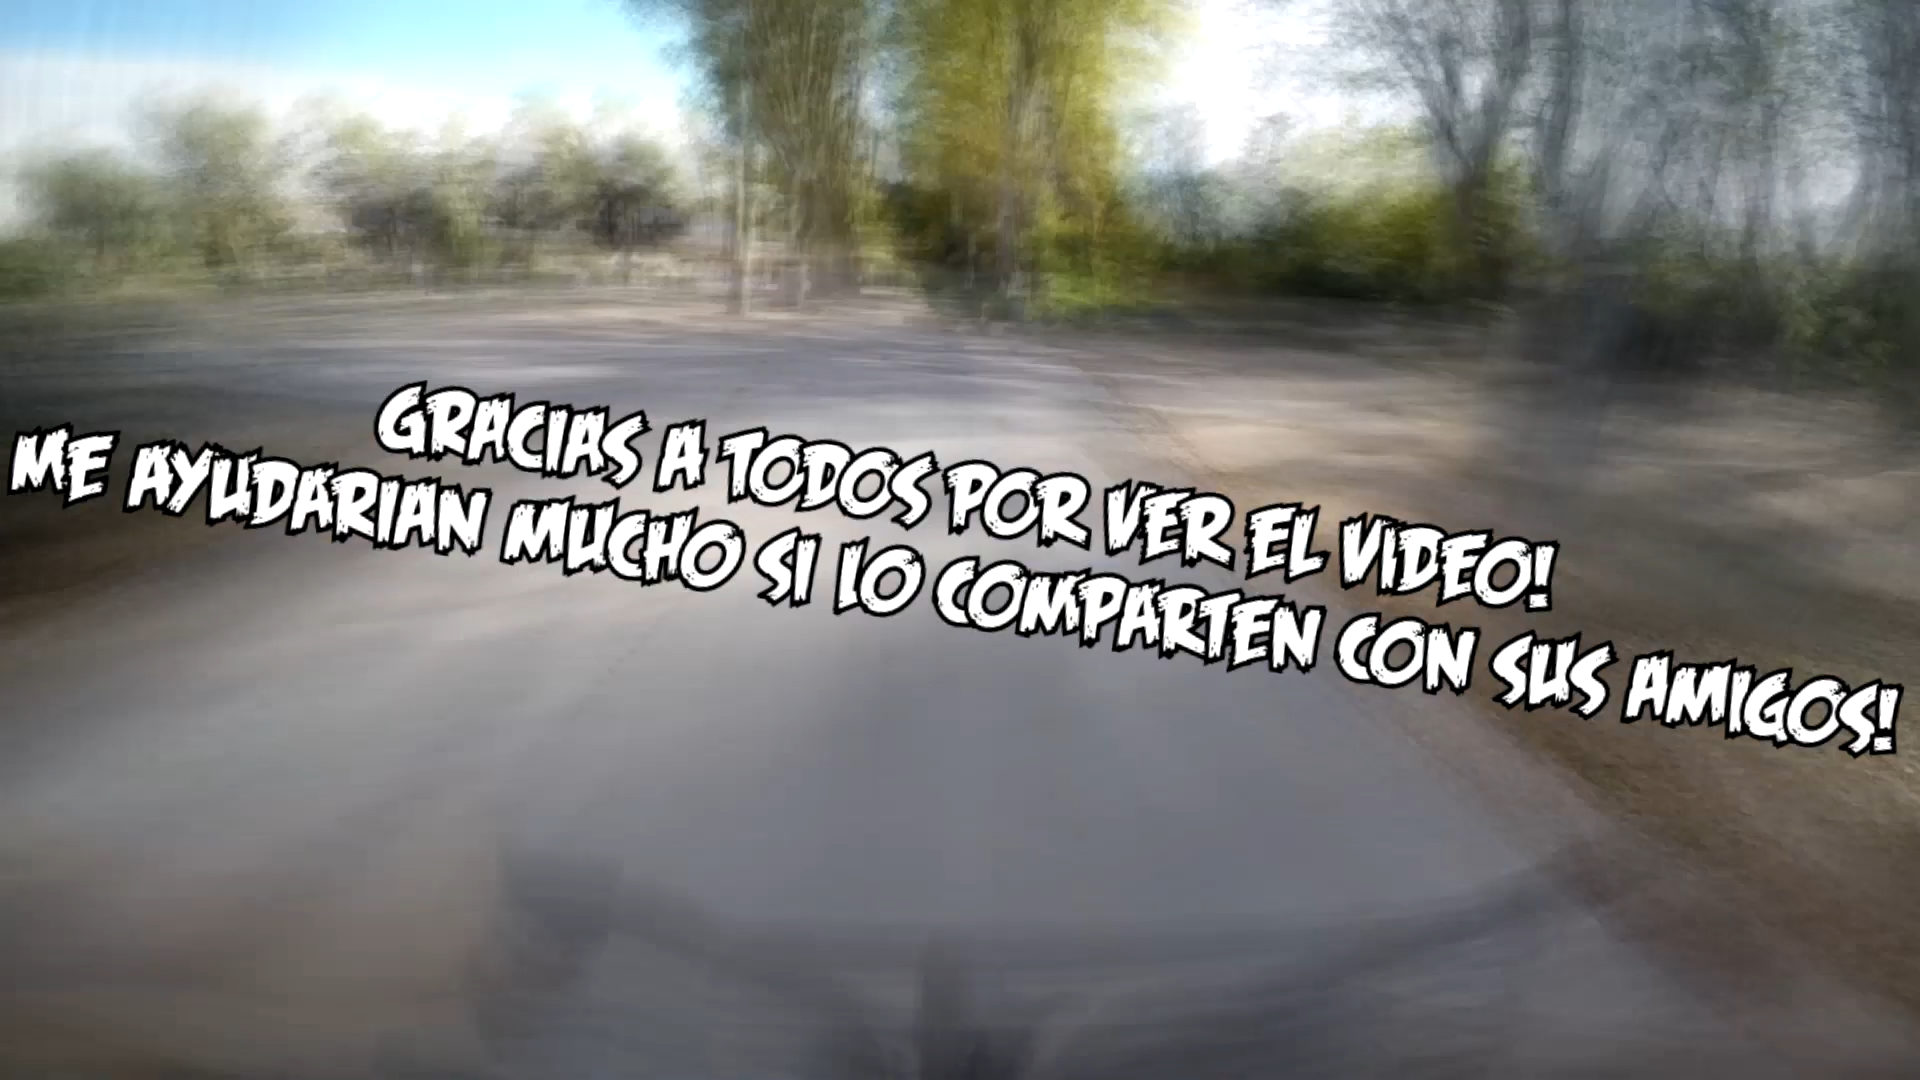 GRACIAS A TODOS POR VER EL VIDEO!
ME AYUDARIAN MUCHO SI LO COMPARTEN CON SUS AMIGOS!